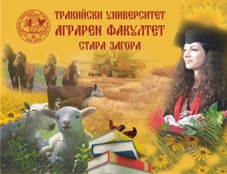 ТРАКИЙСКИ УНИВЕРСИТЕТ
АГРАРЕН ФАКУЛТЕТ
СТАРА ЗАГОРА